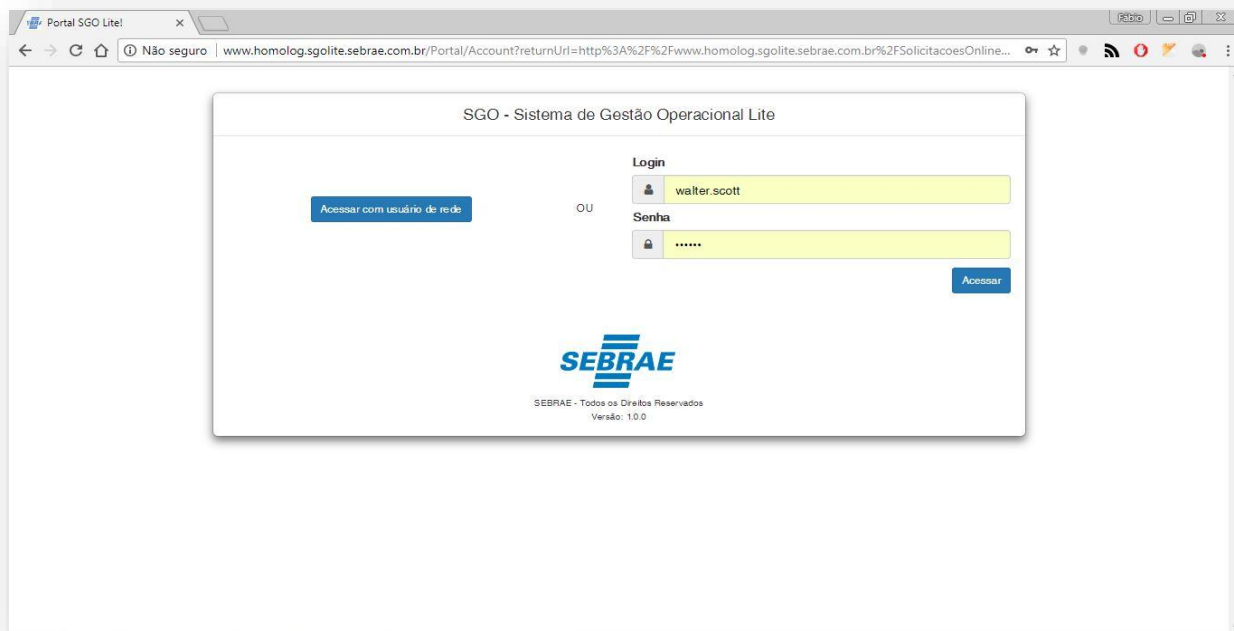 Portal SGO Lite!
Fábio
Não seguro
www.homolog.sgolite.sebrae.com.br/Portal/Account?returnUrl=http%3A%2F%2Fwww.homolog.sgolite.sebrae.com.br%2FSolicitacoesOnline...
SGO - Sistema de Gestão Operacional Lite
Acessar com usuário de rede
OU
Login
walter.scott
Senha
••••••
Acessar
SEBRAE
SEBRAE - Todos os Direitos Reservados
Versão: 1.0.0